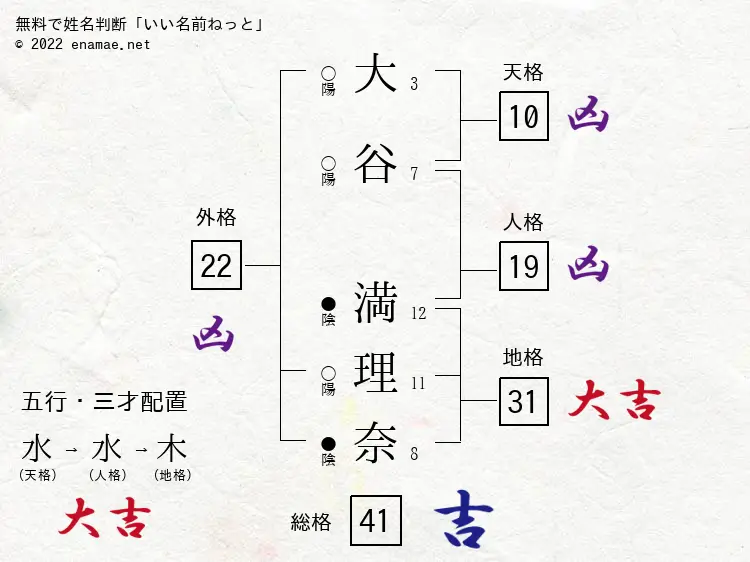 無料で姓名判断「いい名前ねっと」
© 2022 enamae.net
大 3
○陽
谷 7
○陽
満 12
●陰
理 11
○陽
奈 8
●陰
天格
10 凶
人格
19 凶
地格
31 大吉
外格
22
凶
五行・三才配置
水→水→木
(天格) (人格) (地格)
大吉
総格 41 吉